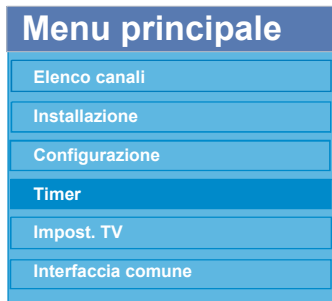 Menu principale
Elenco canali
Installazione
Configurazione
Timer
Impost. TV
Interfaccia comune